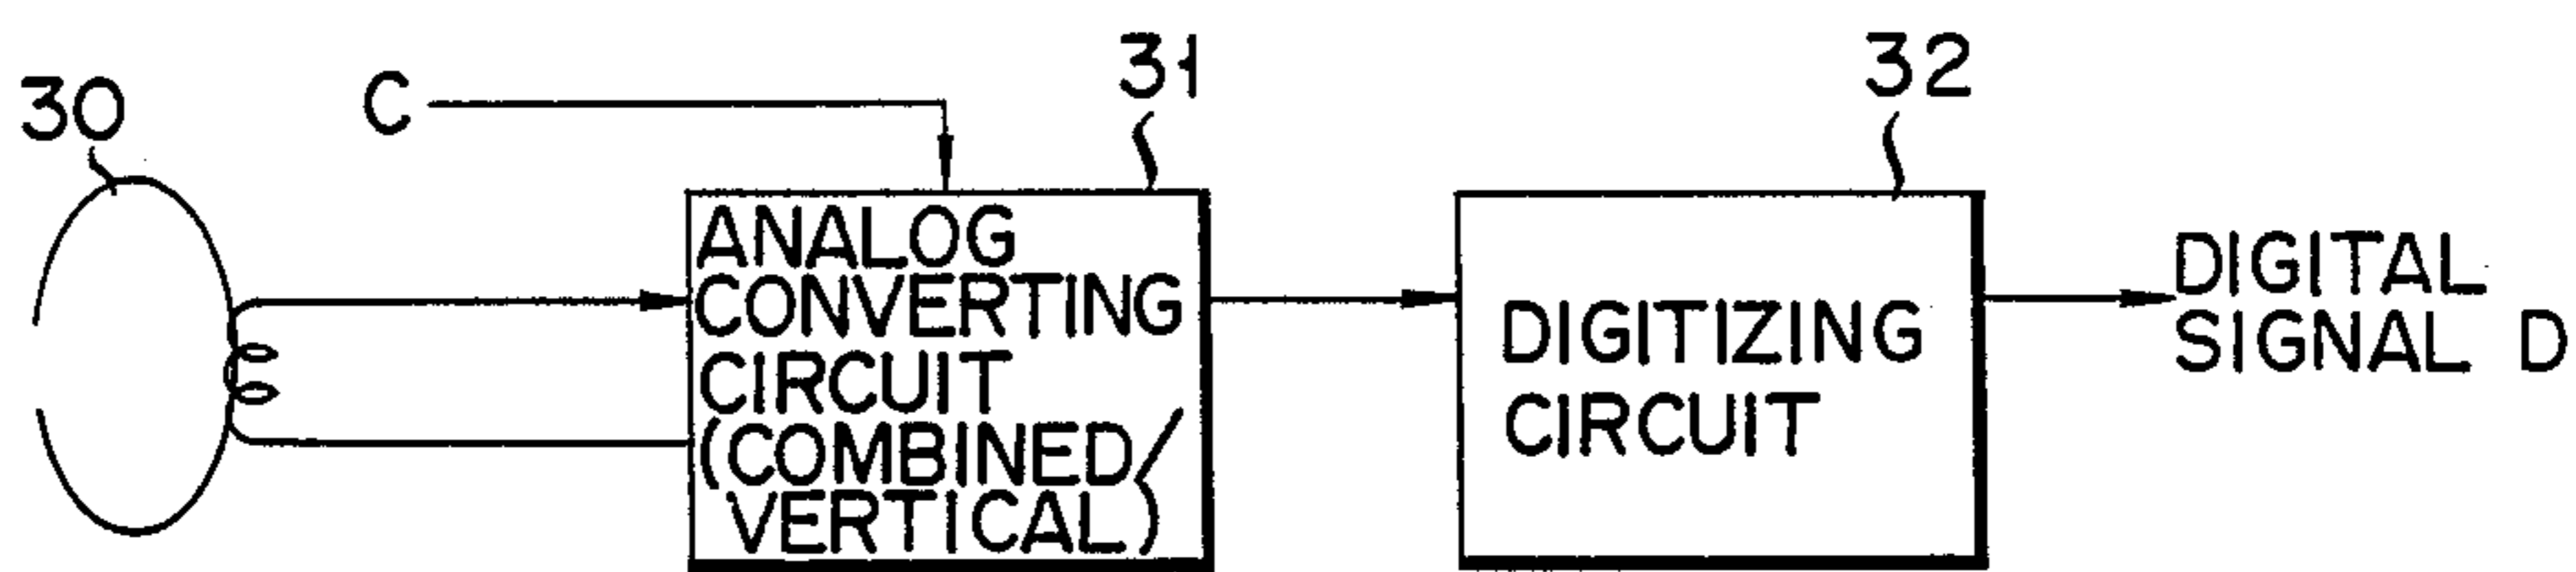 30
C
31
32
ANALOG
CONVERTING
CIRCUIT
(COMBINED/
VERTICAL)
DIGITIZING
CIRCUIT
DIGITAL
SIGNAL D